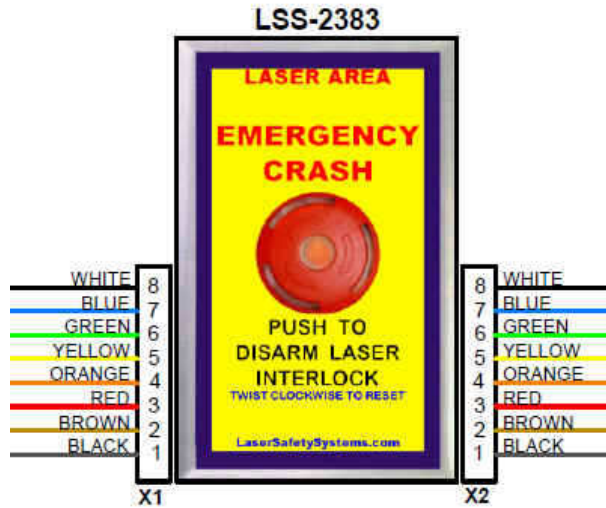 LSS-2383
LASER AREA
EMERGENCY
CRASH
PUSH TO
DISARM LASER
INTERLOCK
TWIST CLOCKWISE TO RESET
LaserSafetySystems.com
WHITE 8
BLUE 7
GREEN 6
YELLOW 5
ORANGE 4
RED 3
BROWN 2
BLACK 1
X1
8 WHITE
7 BLUE
6 GREEN
5 YELLOW
4 ORANGE
3 RED
2 BROWN
1 BLACK
X2